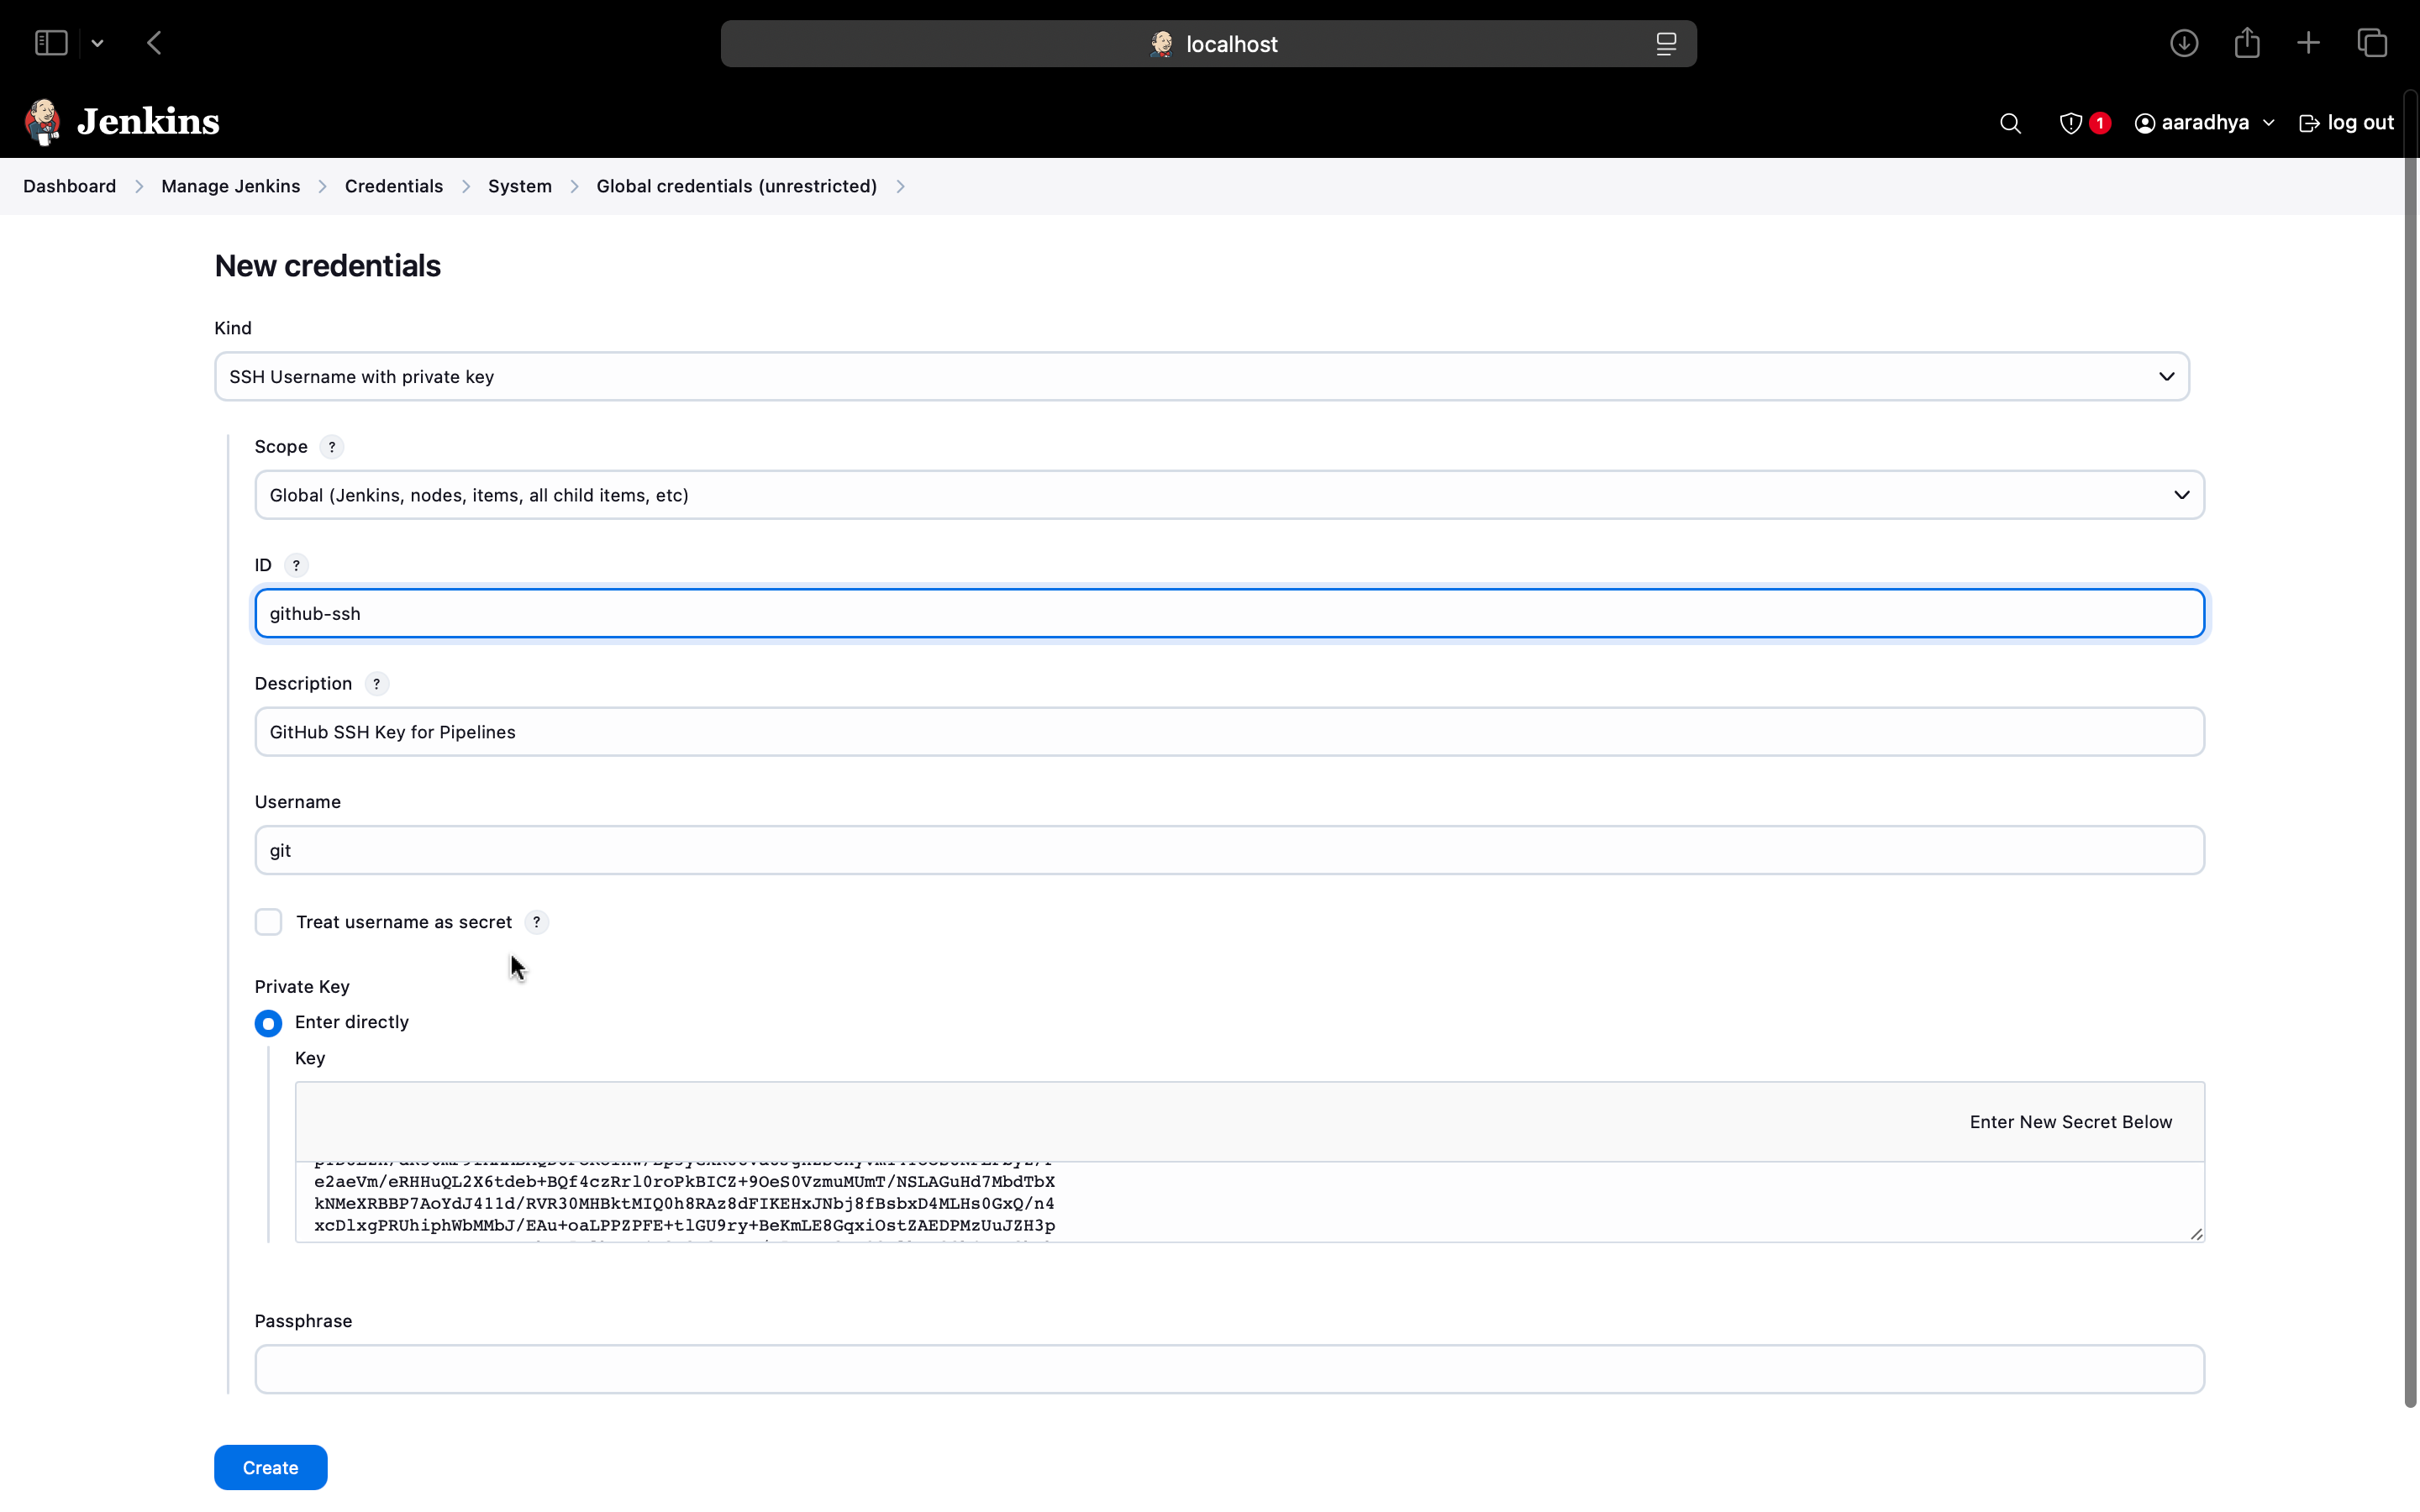 localhost
Jenkins
1
aaradhya
log out
Dashboard
Manage Jenkins
Credentials
System
Global credentials (unrestricted)
New credentials
Kind
SSH Username with private key
Scope ?
Global (Jenkins, nodes, items, all child items, etc)
ID ?
github-ssh
Description ?
GitHub SSH Key for Pipelines
Username
git
Treat username as secret ?
Private Key
Enter directly
Key
Enter New Secret Below
e2aeVm/eRHHuQL2X6tdeb+BQf4czRrl0roPkBICZ+9OeS0VzmuMUmT/NSLAGuHd7MbdTbX
kNMeXRBBP7AoYdJ411d/RVR30MHBktMIQ0h8RAz8dFIKEHxJNbj8fBsbxD4MLHs0GxQ/n4
xcDlxgPRUhiphWbMMbJ/EAu+oaLPPZPFE+tlGU9ry+BeKmLE8GqxiOstZAEDPMzUuJZH3p
Passphrase
Create